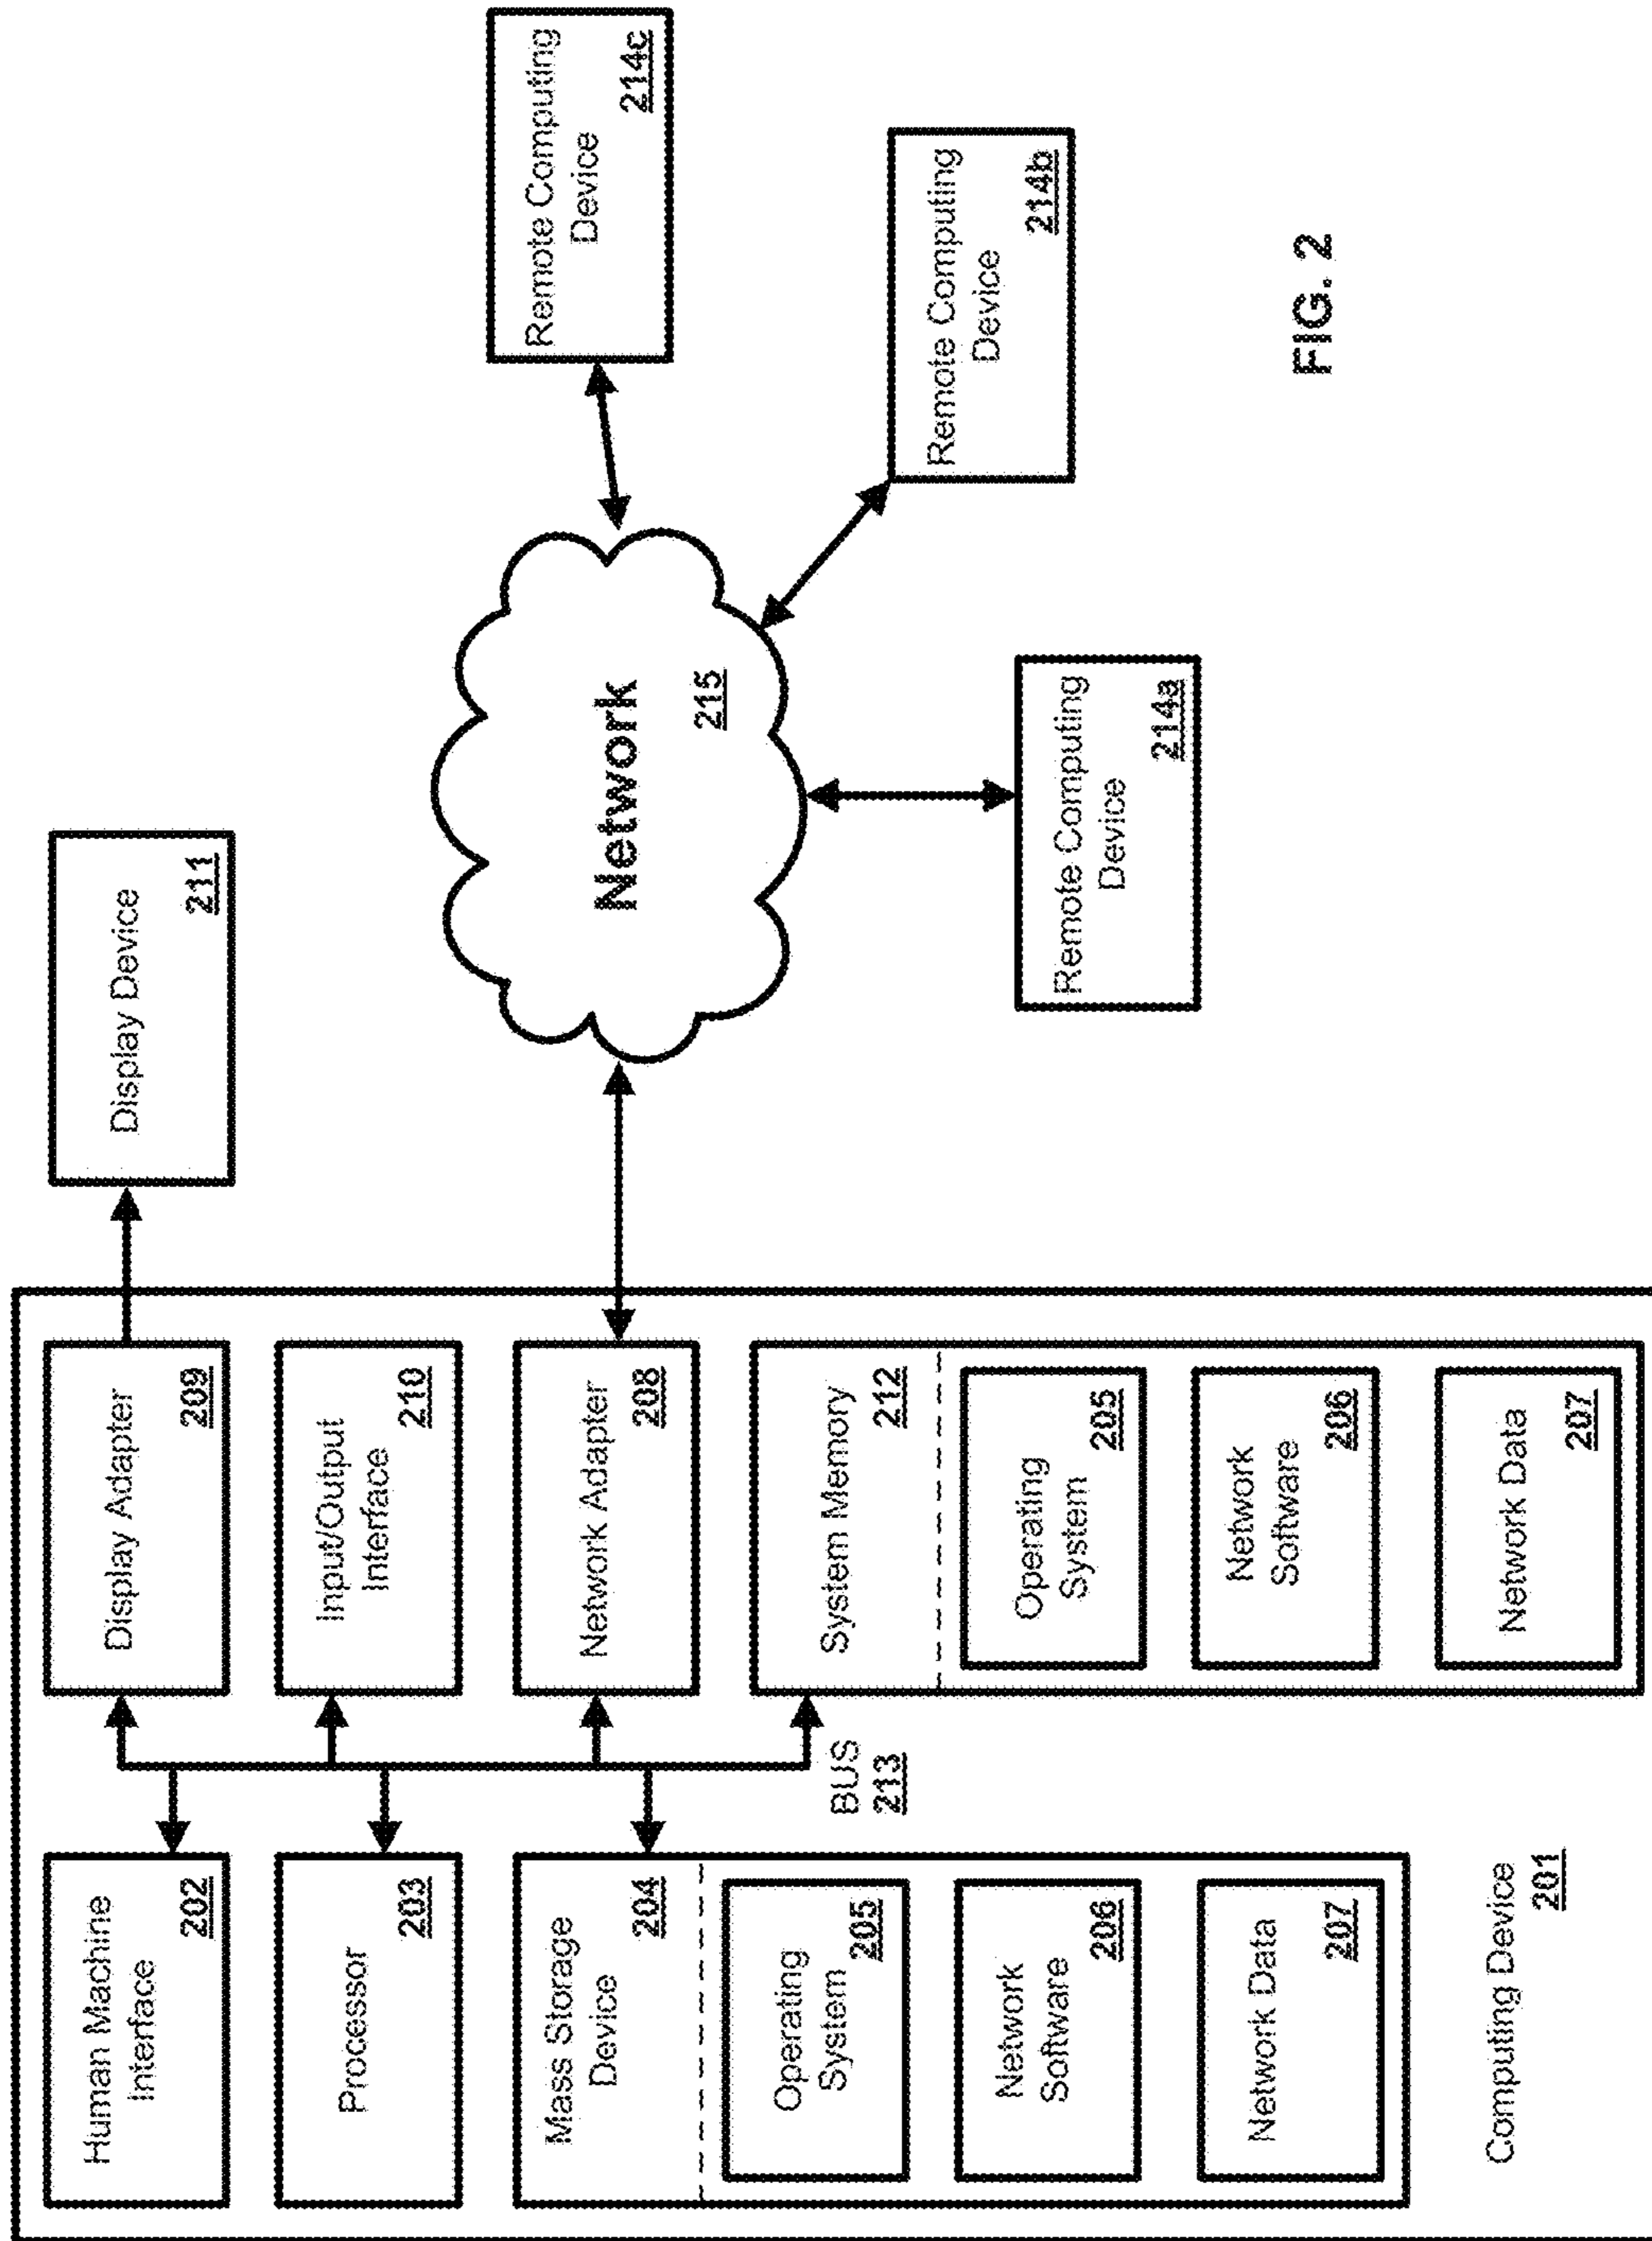 Human Machine
Interface
202
Processor
203
Mass Storage
Device
204
Operating
System
205
Network
Software
206
Network Data
207
Computing Device
201
BUS
213
Display Adapter
209
Input/Output
Interface
210
Network Adapter
208
System Memory
212
Operating
System
205
Network
Software
206
Network Data
207
Display Device
211
Network
215
Remote Computing
Device
214a
Remote Computing
Device
214b
Remote Computing
Device
214c
FIG. 2